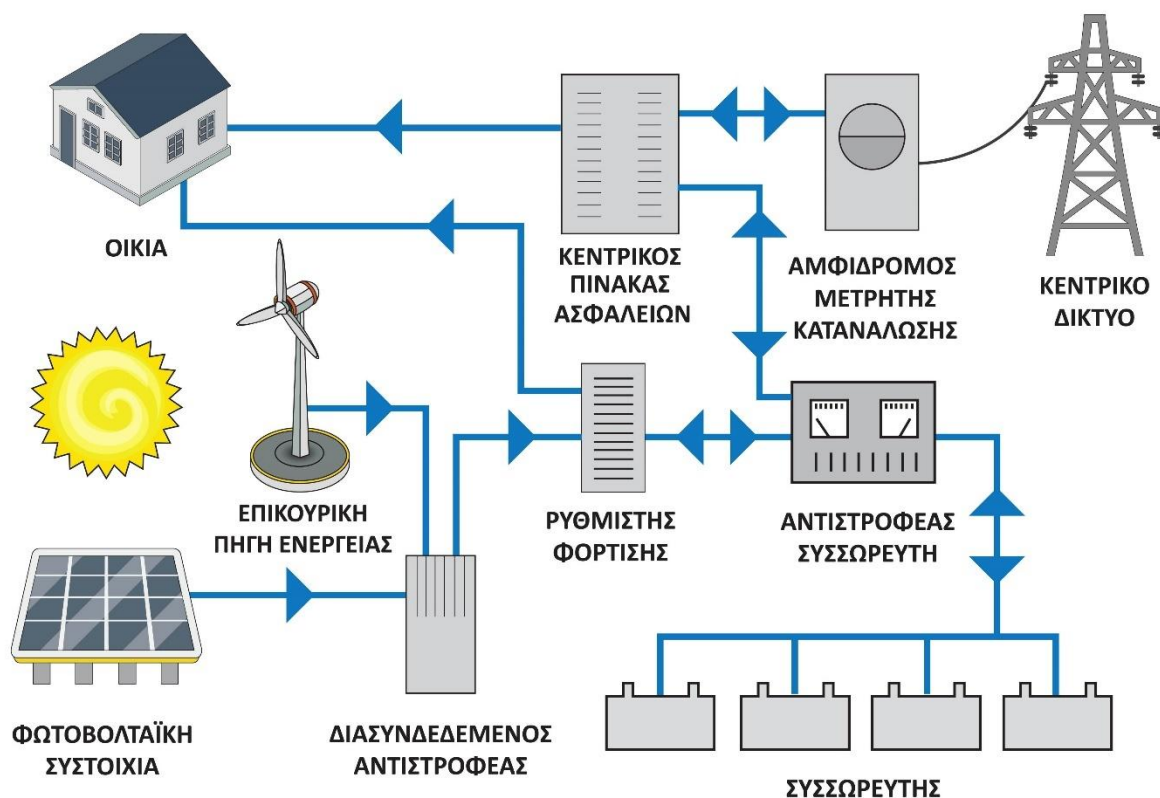 ΟΙΚΙΑ
ΚΕΝΤΡΙΚΟΣ
ΠΙΝΑΚΑΣ
ΑΣΦΑΛΕΙΩΝ
ΑΜΦΙΔΡΟΜΟΣ
ΜΕΤΡΗΤΗΣ
ΚΑΤΑΝΑΛΩΣΗΣ
ΚΕΝΤΡΙΚΟ
ΔΙΚΤΥΟ
ΕΠΙΚΟΥΡΙΚΗ
ΠΗΓΗ ΕΝΕΡΓΕΙΑΣ
ΡΥΘΜΙΣΤΗΣ
ΦΟΡΤΙΣΗΣ
ΑΝΤΙΣΤΡΟΦΕΑΣ
ΣΥΣΣΩΡΕΥΤΗ
ΦΩΤΟΒΟΛΤΑΪΚΗ
ΣΥΣΤΟΙΧΙΑ
ΔΙΑΣΥΝΔΕΔΕΜΕΝΟΣ
ΑΝΤΙΣΤΡΟΦΕΑΣ
ΣΥΣΣΩΡΕΥΤΗΣ